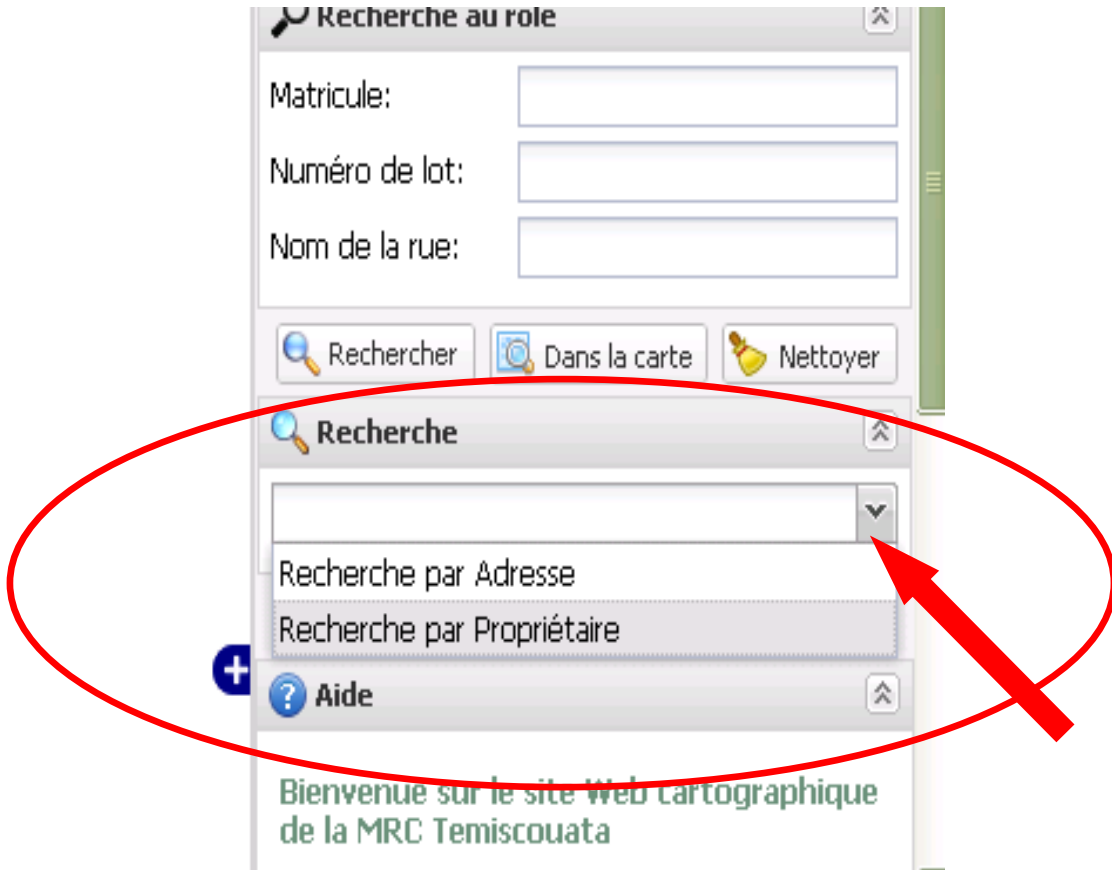 Recherche au role
Matricule:
Numéro de lot:
Nom de la rue:
Rechercher Dans la carte Nettoyer
Recherche
Recherche par Adresse
Recherche par Propriétaire
Aide
Bienvenue sur le site Web cartographique
de la MRC Temiscouata